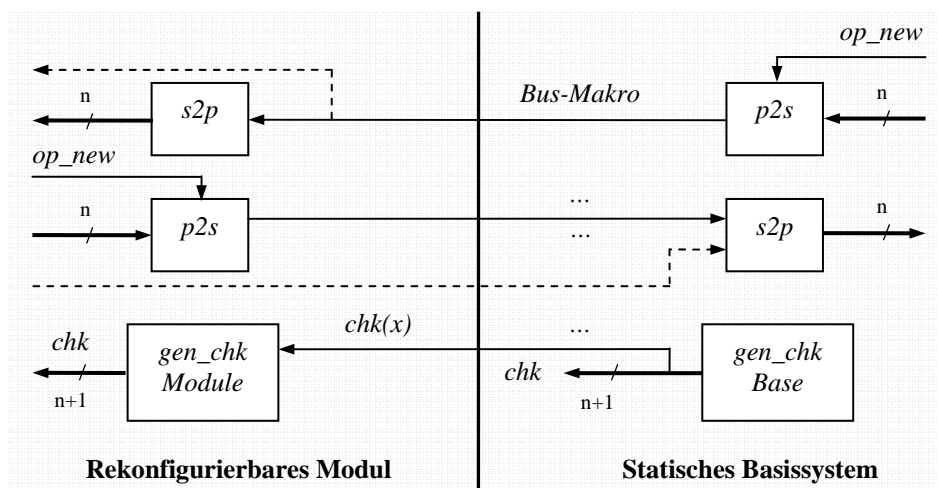 op_new
n
s2p
Bus-Makro
p2s
n
op_new
n
p2s
...
...
s2p
n
chk
n+1
gen_chk
Module
chk(x)
...
chk
n+1
gen_chk
Base
Rekonfigurierbares Modul
Statisches Basissystem